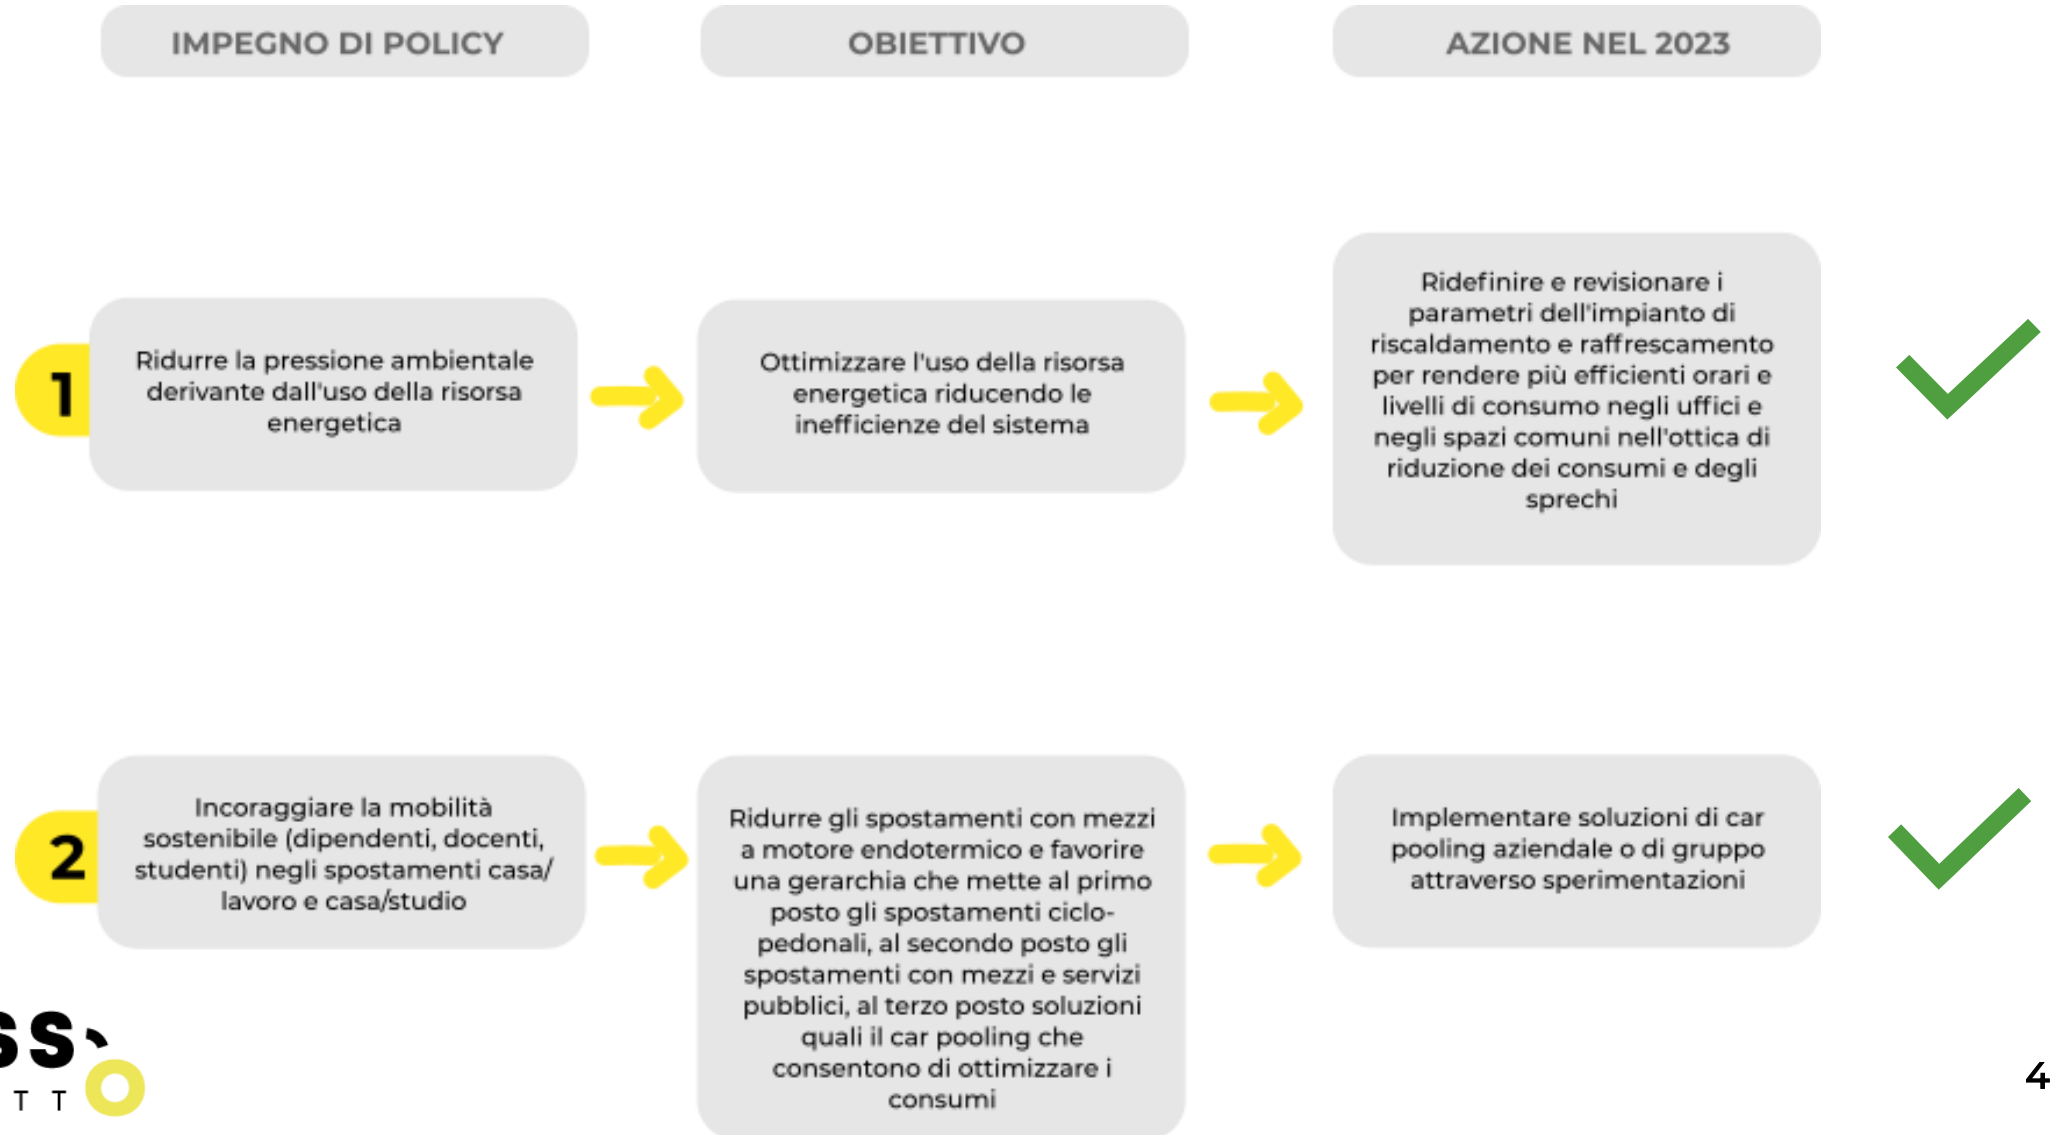 IMPEGNO DI POLICY
OBIETTIVO
AZIONE NEL 2023
1
Ridurre la pressione ambientale
derivante dall'uso della risorsa
energetica
Ottimizzare l'uso della risorsa
energetica riducendo le
inefficienze del sistema
Ridefinire e revisionare i
parametri dell'impianto di
riscaldamento e raffrescamento
per rendere più efficienti orari e
livelli di consumo negli uffici e
negli spazi comuni nell'ottica di
riduzione dei consumi e degli
sprechi
2
Incoraggiare la mobilità
sostenibile (dipendenti, docenti,
studenti) negli spostamenti casa/
lavoro e casa/studio
Ridurre gli spostamenti con mezzi
a motore endotermico e favorire
una gerarchia che mette al primo
posto gli spostamenti ciclo-
pedonali, al secondo posto gli
spostamenti con mezzi e servizi
pubblici, al terzo posto soluzioni
quali il car pooling che
consentono di ottimizzare i
consumi
Implementare soluzioni di car
pooling aziendale o di gruppo
attraverso sperimentazioni
4